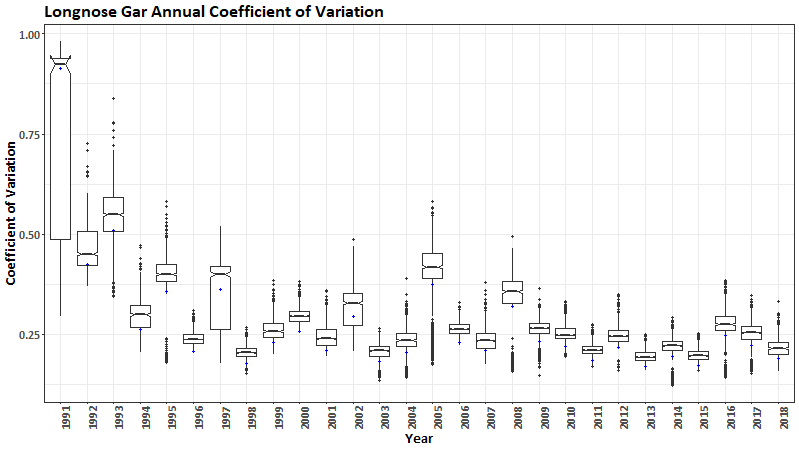 Longnose Gar Annual Coefficient of Variation
1.00
0.75
0.50
0.25
Coefficient of Variation
1991 1992 1993 1994 1995 1996 1997 1998 1999 2000 2001 2002 2003 2004 2005 2006 2007 2008 2009 2010 2011 2012 2013 2014 2015 2016 2017 2018
Year